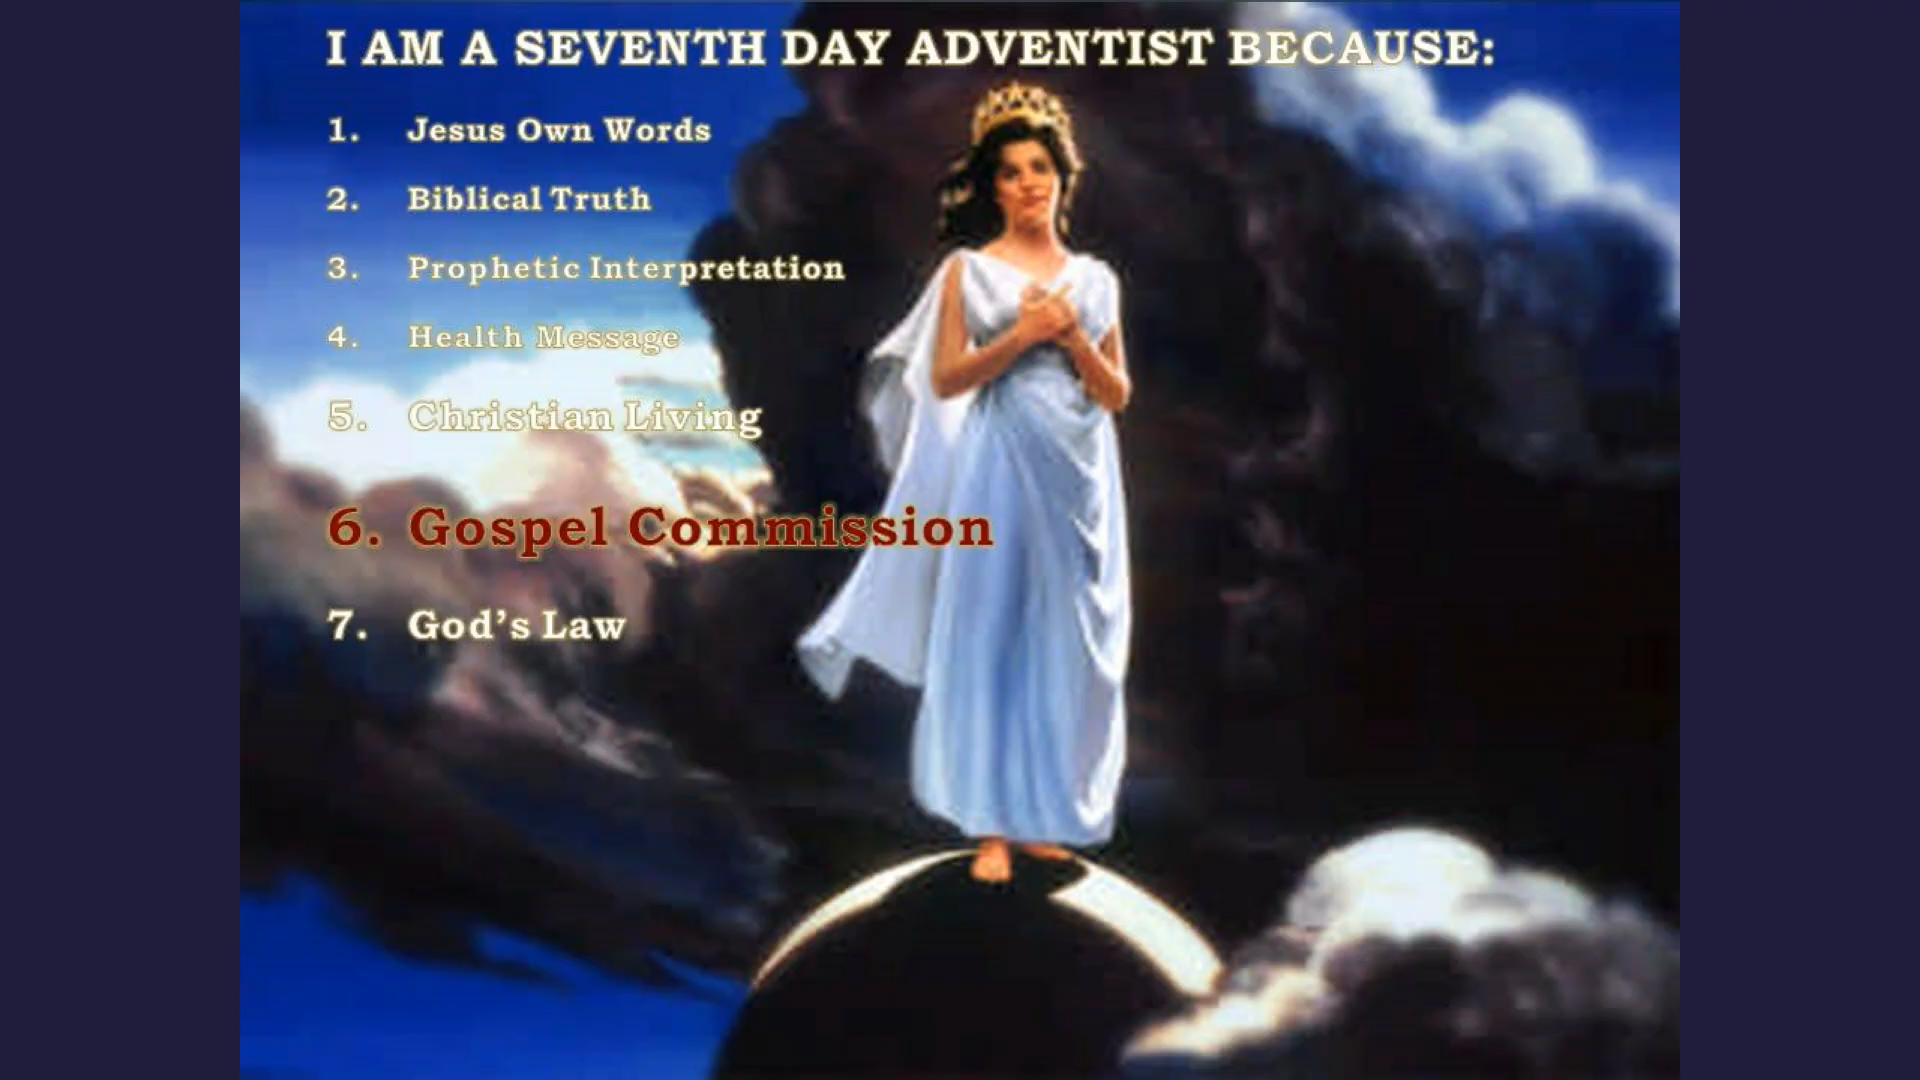 I AM A SEVENTH DAY ADVENTIST BECAUSE:
1. Jesus Own Words
2. Biblical Truth
3. Prophetic Interpretation
4. Health Message
5. Christian Living
6. Gospel Commission
7. God’s Law